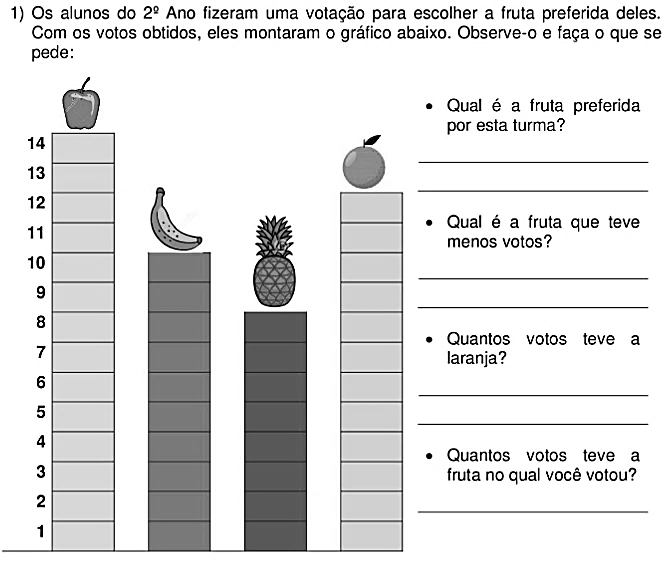 1) Os alunos do 2º Ano fizeram uma votação para escolher a fruta preferida deles.
Com os votos obtidos, eles montaram o gráfico abaixo. Observe-o e faça o que se
pede:
• Qual é a fruta preferida
por esta turma?
• Qual é a fruta que teve
menos votos?
• Quantos votos teve a
laranja?
• Quantos votos teve a
fruta no qual você votou?
14
13
12
11
10
9
8
7
6
5
4
3
2
1